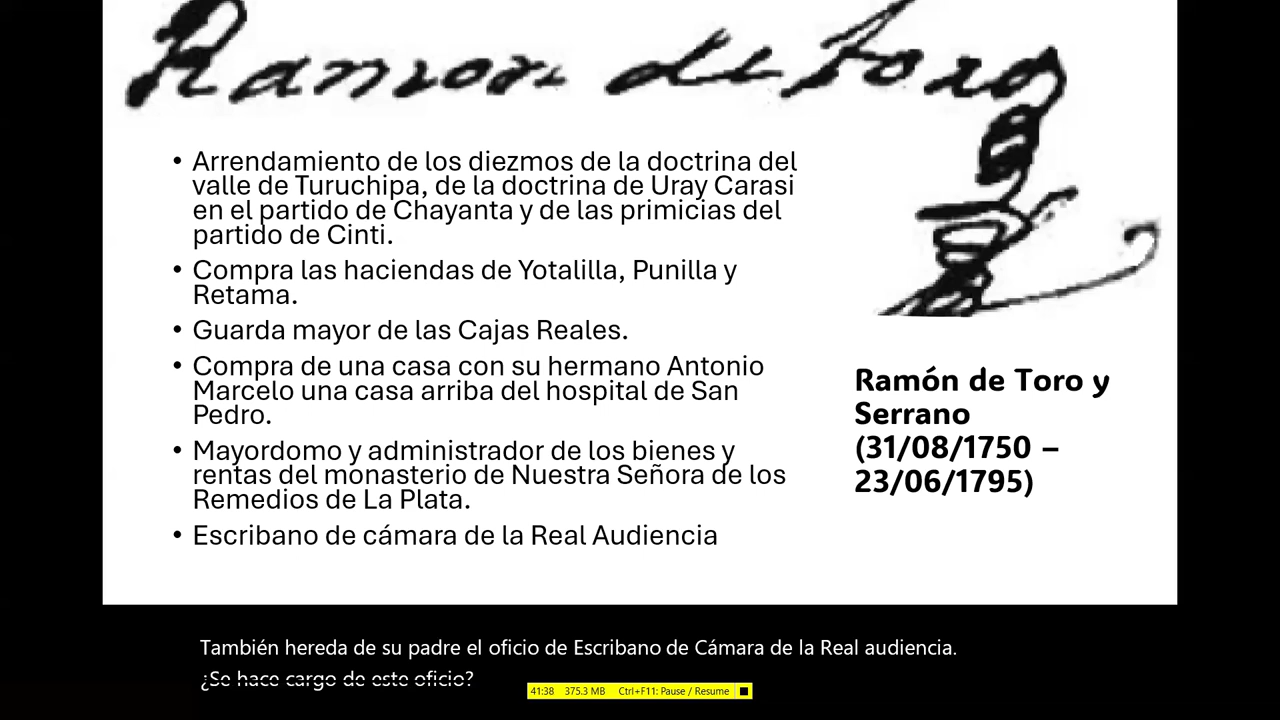 Ramon de Toro
• Arrendamiento de los diezmos de la doctrina del
valle de Turuchipa, de la doctrina de Uray Carasi
en el partido de Chayanta y de las primicias del
partido de Cinti.
• Compra las haciendas de Yotalilla, Punilla y
Retama.
• Guarda mayor de las Cajas Reales.
• Compra de una casa con su hermano Antonio
Marcelo una casa arriba del hospital de San
Pedro.
• Mayordomo y administrador de los bienes y
rentas del monasterio de Nuestra Señora de los
Remedios de La Plata.
• Escribano de cámara de la Real Audiencia
Ramón de Toro y
Serrano
(31/08/1750 –
23/06/1795)
También hereda de su padre el oficio de Escribano de Cámara de la Real audiencia.
¿Se hace cargo de este oficio?
41:38 375.3 MB Ctrl+F11: Pause / Resume